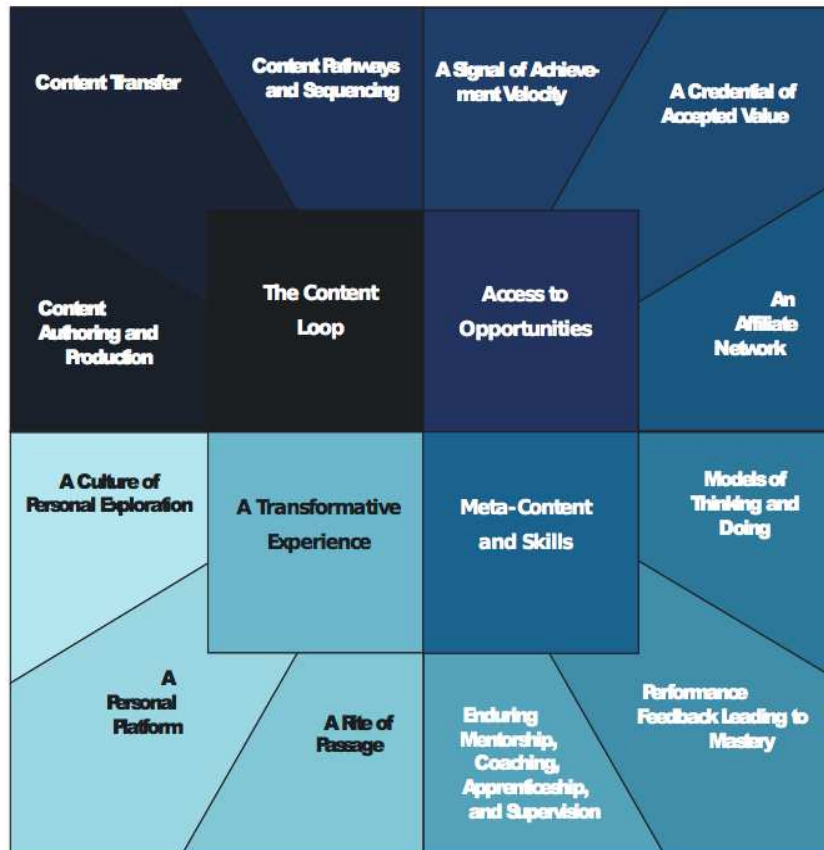 Content Transfer
Content Pathways
and Sequencing
A Signal of Achieve-
ment Velocity
A Credential of
Accepted Value
Content
Authoring and
Production
The Content
Loop
Access to
Opportunities
An
Affiliate
Network
A Culture of
Personal Exploration
A Transformative
Experience
Meta-Content
and Skills
Models of
Thinking and
Doing
A
Personal
Platform
A Rite of
Passage
Enduring
Mentorship,
Coaching,
Apprenticeship,
and Supervision
Performance
Feedback Leading to
Mastery